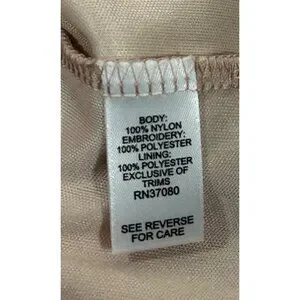 BODY:
100% NYLON
EMBROIDERY:
100% POLYESTER
LINING:
100% POLYESTER
EXCLUSIVE OF
TRIMS
RN37080
SEE REVERSE
FOR CARE